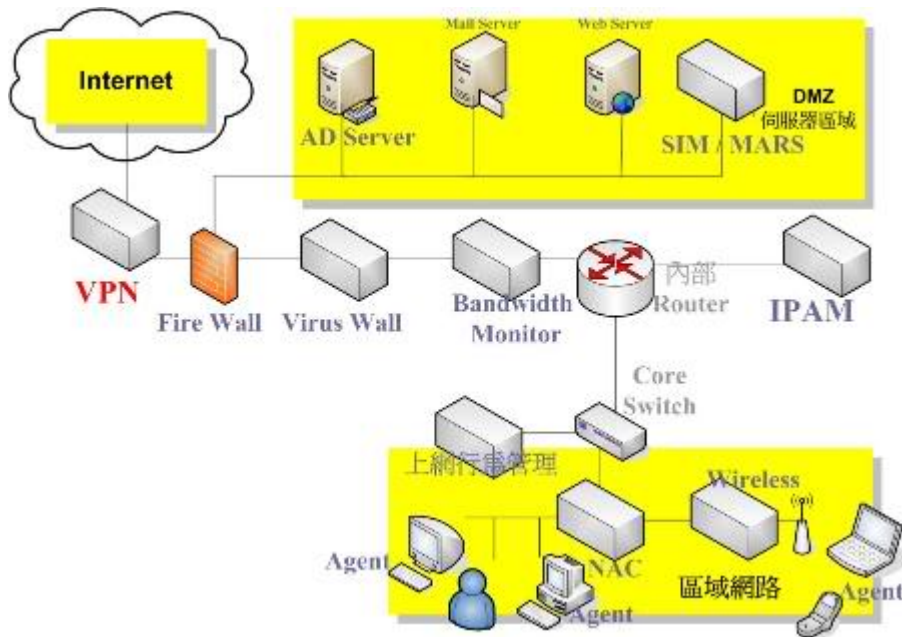 Internet
Mail Server
Web Server
AD Server
DMZ
伺服器區域
SIM / MARS
VPN
Fire Wall
Virus Wall
Bandwidth
Monitor
內部
Router
IPAM
Core
Switch
上網行為管理
Wireless
Agent
NAC
Agent
區域網路
Agent